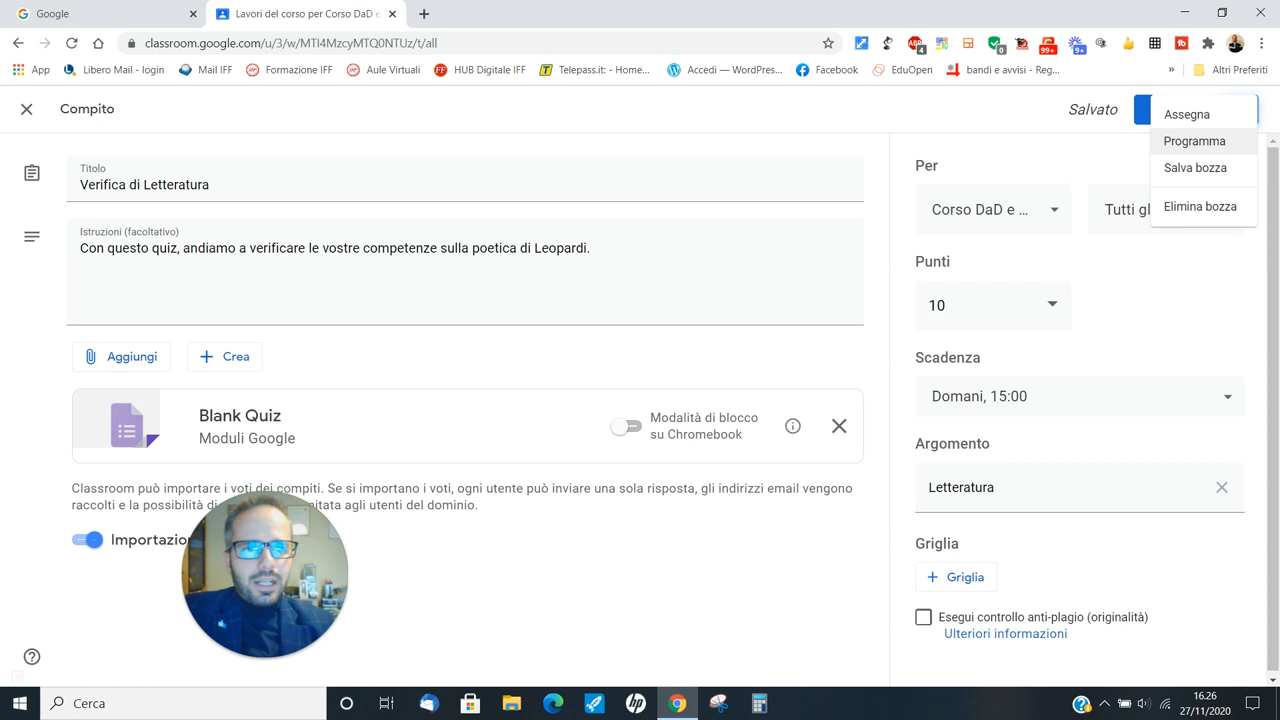 Google
Lavori del corso per Corso DaD e
classroom.google.com/u/3/w/MTI4MzcyMTQ0NTUz/t/all
4
0
99+
9+
App
Libero Mail - login
Mail IFF
Formazione IFF
Aule Virtuali
HUB Digitale IFF
Telepass.it: - Home...
Accedi — WordPres...
Facebook
EduOpen
bandi e avvisi - Reg...
»
Altri Preferiti
Compito
Salvato
Assegna
Programma
Salva bozza
Elimina bozza
Titolo
Verifica di Letteratura
Istruzioni (facoltativo)
Con questo quiz, andiamo a verificare le vostre competenze sulla poetica di Leopardi.
Aggiungi
Crea
Blank Quiz
Moduli Google
Modalità di blocco
su Chromebook
Classroom può importare i voti dei compiti. Se si importano i voti, ogni utente può inviare una sola risposta, gli indirizzi email vengono
raccolti e la possibilità di itata agli utenti del dominio.
Importazio
Per
Corso DaD e ...
Tutti gl
Punti
10
Scadenza
Domani, 15:00
Argomento
Letteratura
Griglia
Griglia
Esegui controllo anti-plagio (originalità)
Ulteriori informazioni
Cerca
16.26
27/11/2020